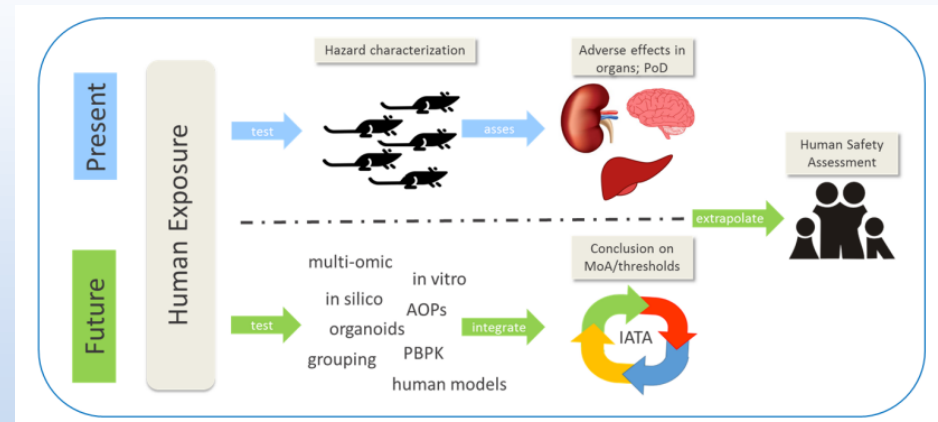 Present
Future
Human Exposure
Hazard characterization
test
asses
Adverse effects in
organs; PoD
Human Safety
Assessment
extrapolate
test
multi-omic
in vitro
in silico
AOPs
organoids
grouping
PBPK
human models
integrate
Conclusion on
MoA/thresholds
IATA